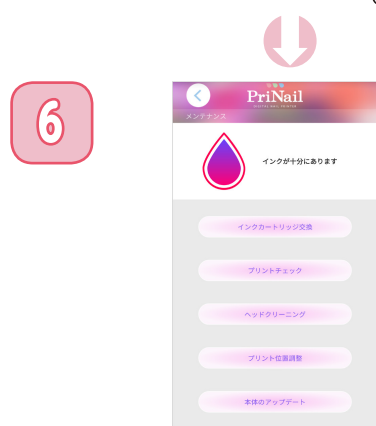 6
PriNail
DIGITAL NAIL PRINTER
メンテナンス
インクが十分にあります
インクカートリッジ交換
プリントチェック
ヘッドクリーニング
プリント位置調整
本体のアップデート